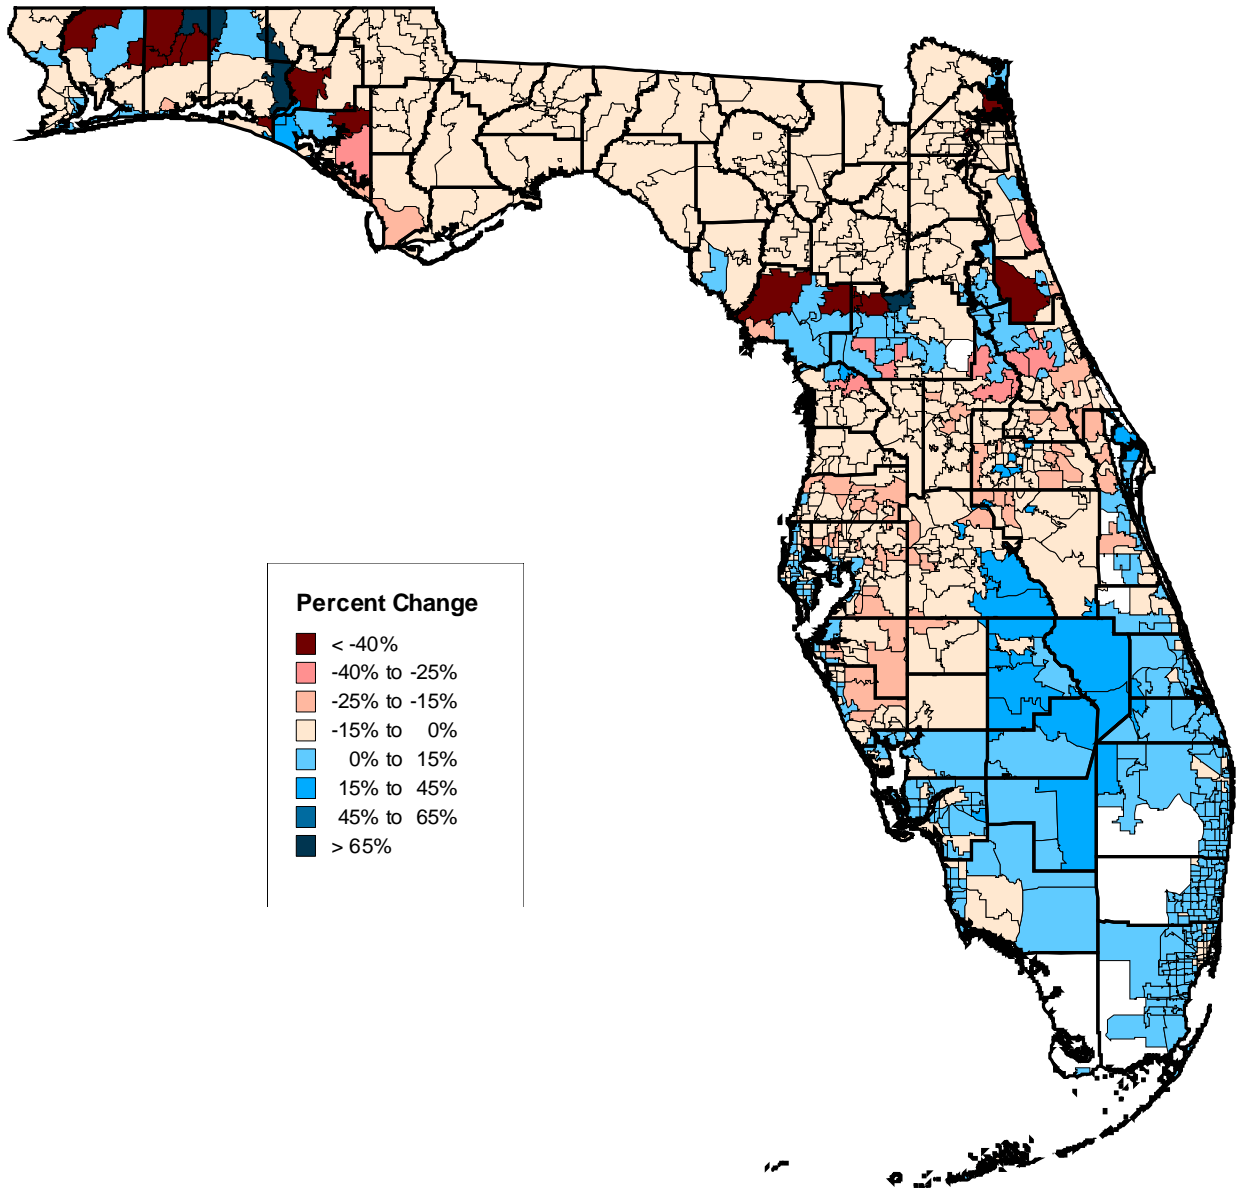 Percent Change
< -40%
-40% to -25%
-25% to -15%
-15% to 0%
0% to 15%
15% to 45%
45% to 65%
> 65%